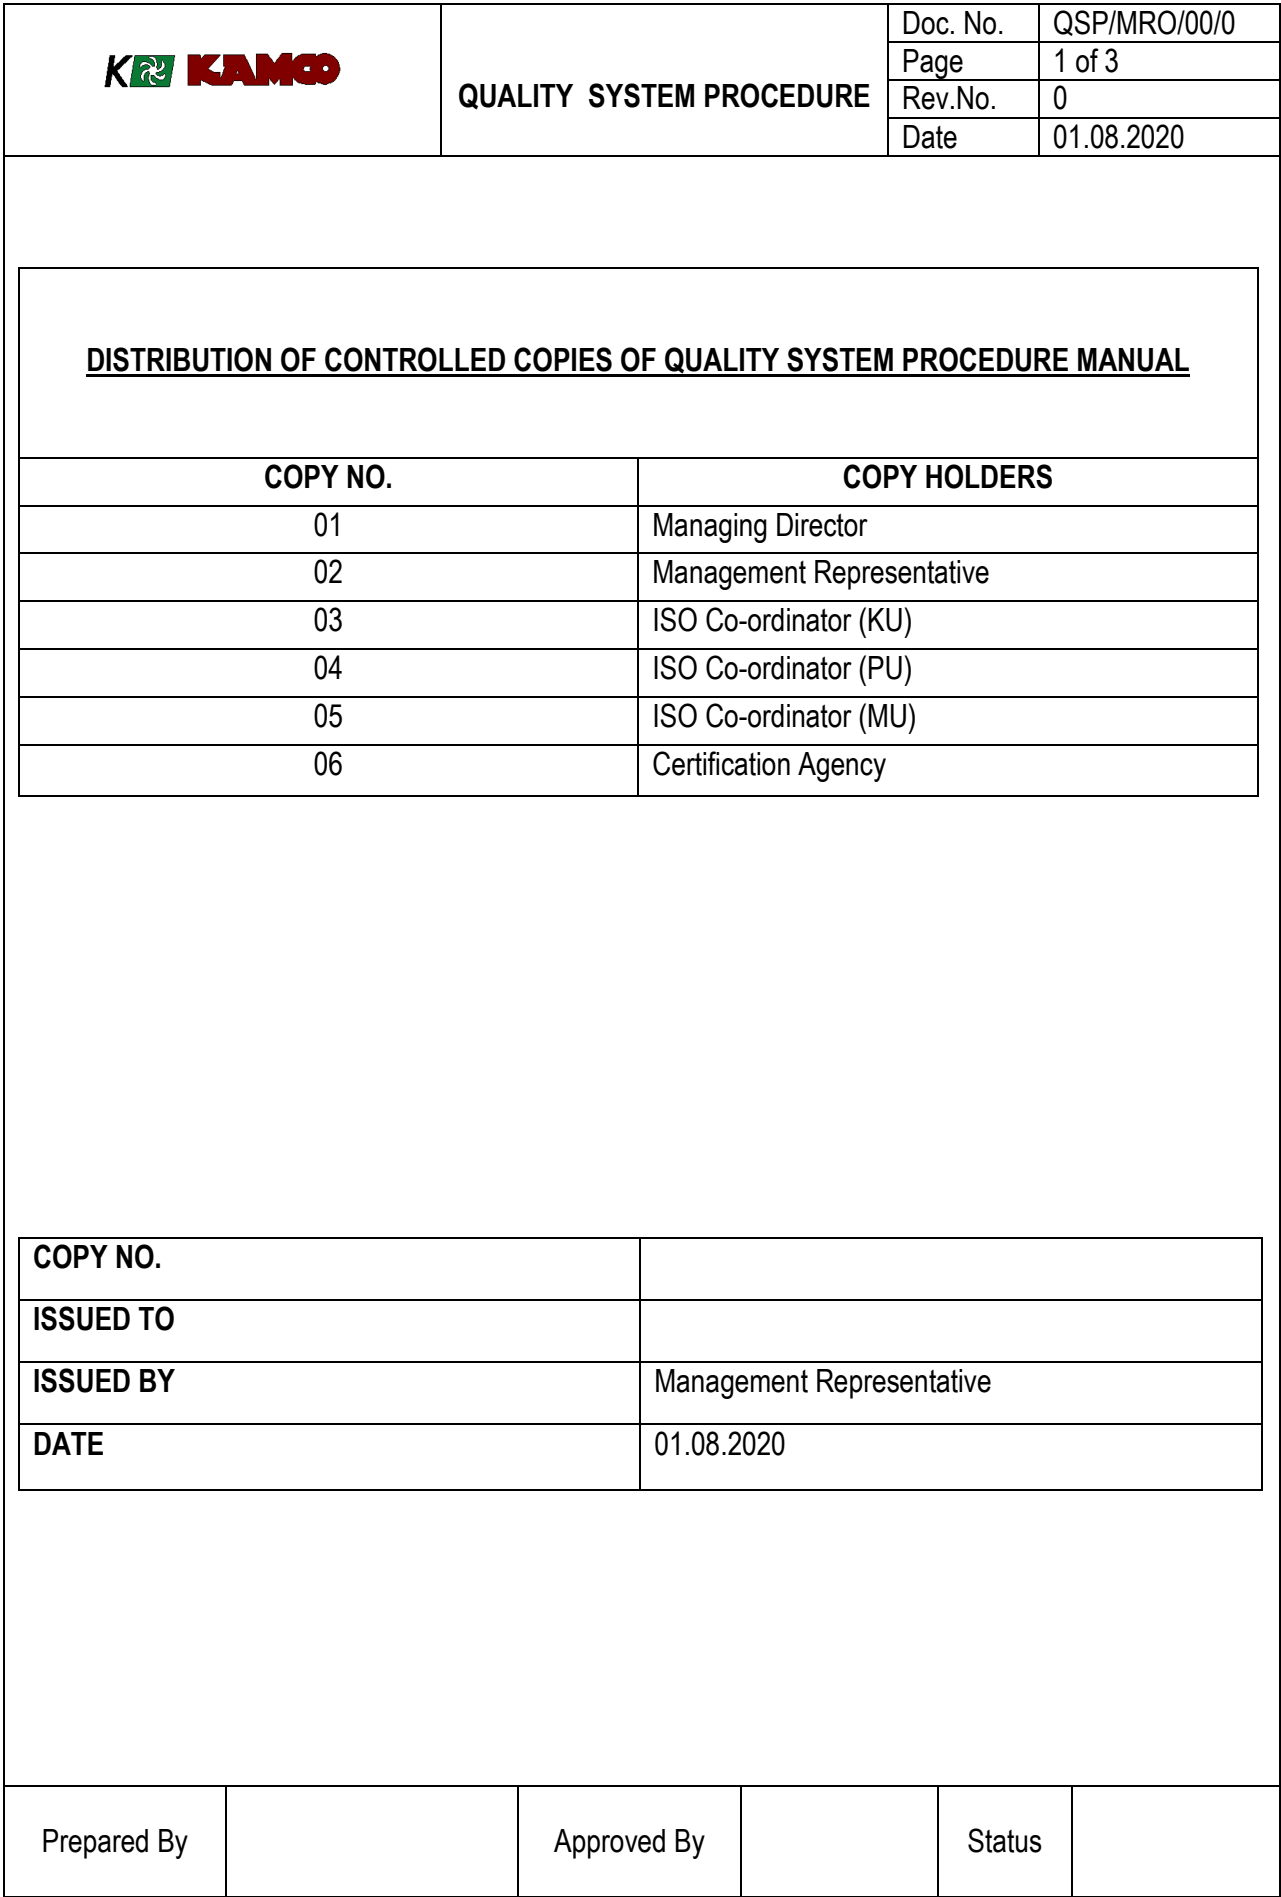 K KAMCO
QUALITY SYSTEM PROCEDURE
Doc. No. QSP/MRO/00/0
Page 1 of 3
Rev.No. 0
Date 01.08.2020
DISTRIBUTION OF CONTROLLED COPIES OF QUALITY SYSTEM PROCEDURE MANUAL
COPY NO. COPY HOLDERS
01 Managing Director
02 Management Representative
03 ISO Co-ordinator (KU)
04 ISO Co-ordinator (PU)
05 ISO Co-ordinator (MU)
06 Certification Agency
COPY NO.
ISSUED TO
ISSUED BY Management Representative
DATE 01.08.2020
Prepared By Approved By Status